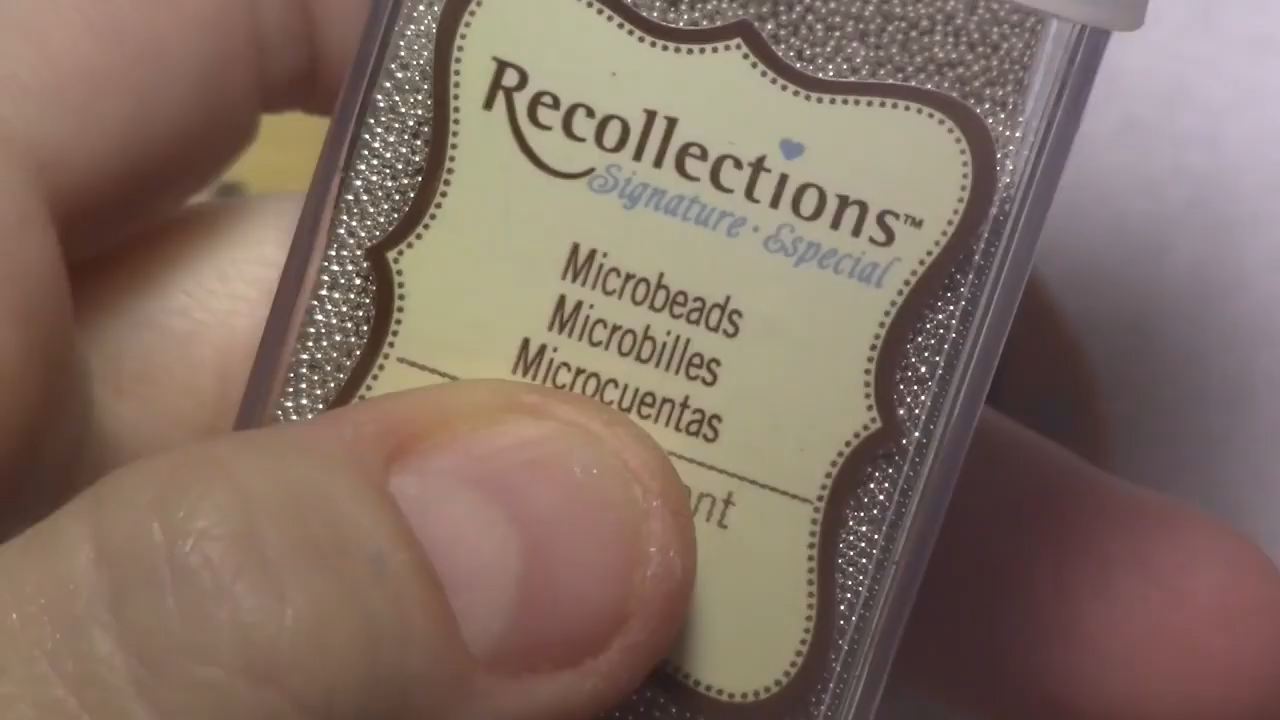 Recollections™
Signature • Especial
Microbeads
Microbilles
Microcuentas